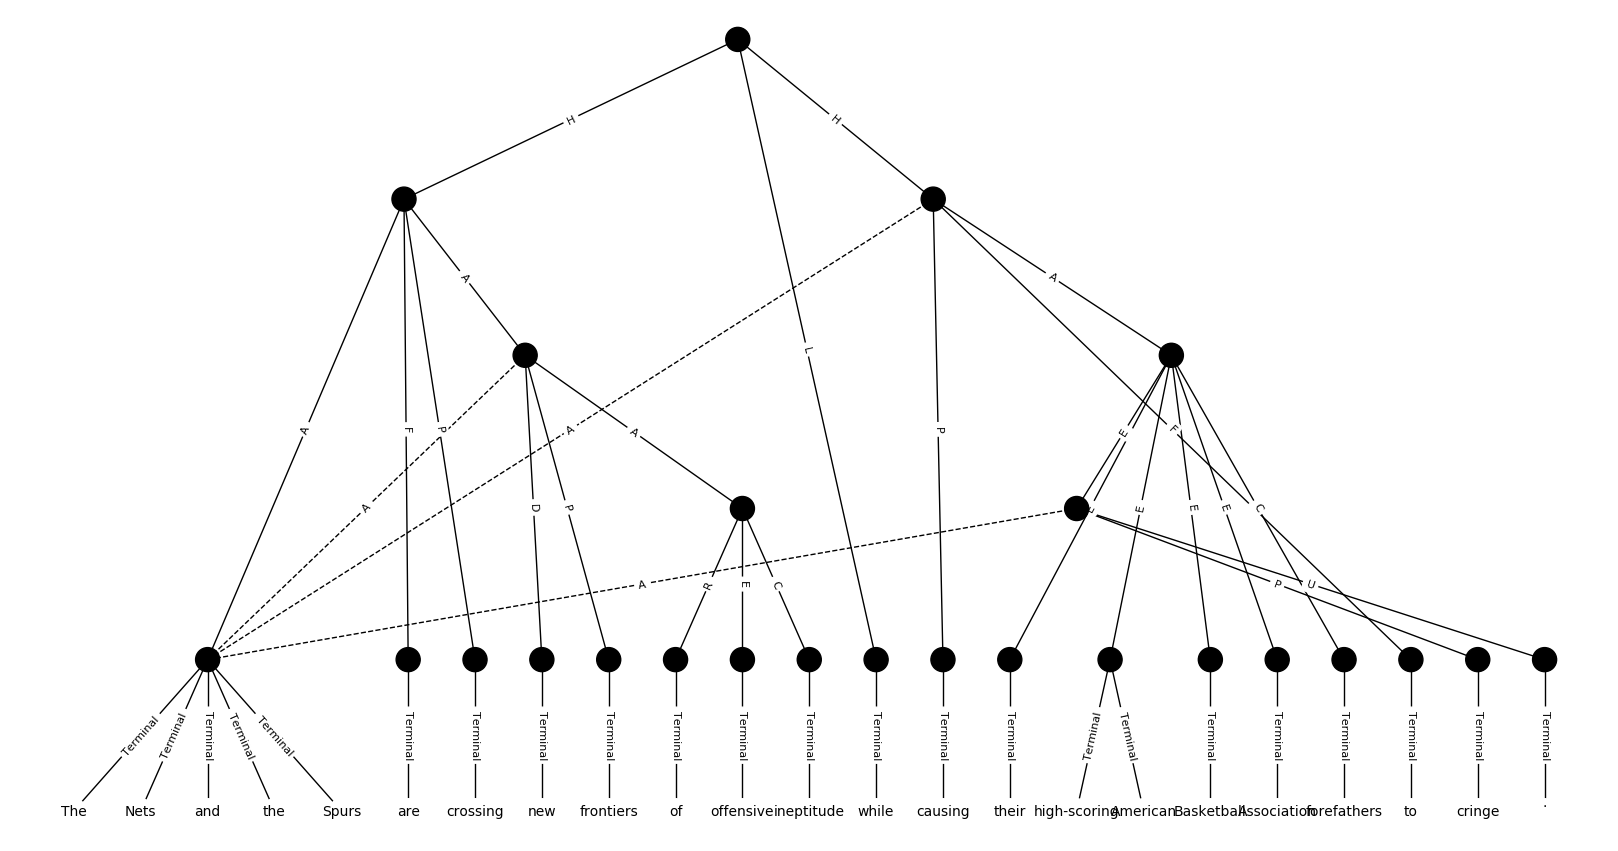 H H
A
A
L
A F P A A P E F
A D P E E E E C
A R E C P U
Terminal Terminal Terminal Terminal Terminal Terminal Terminal Terminal Terminal Terminal Terminal Terminal Terminal Terminal Terminal Terminal Terminal Terminal Terminal Terminal Terminal Terminal Terminal
The Nets and the Spurs are crossing new frontiers of offensive ineptitude while causing their high-scoring American Basketball Association forefathers to cringe .